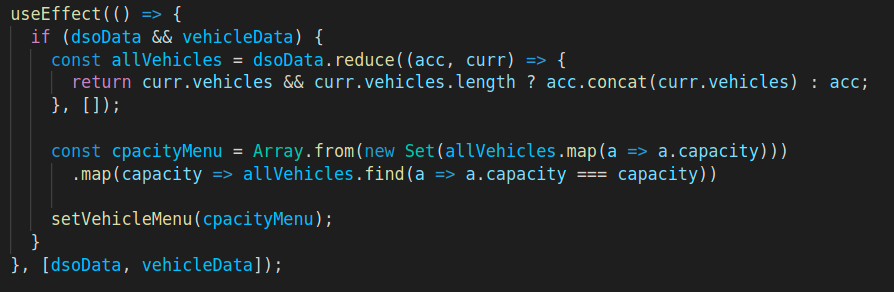 useEffect(() => {
if (dsoData && vehicleData) {
const allVehicles = dsoData.reduce((acc, curr) => {
return curr.vehicles && curr.vehicles.length ? acc.concat(curr.vehicles) : acc;
}, []);
const cpacityMenu = Array.from(new Set(allVehicles.map(a => a.capacity)))
.map(capacity => allVehicles.find(a => a.capacity === capacity))
setVehicleMenu(cpacityMenu);
}
}, [dsoData, vehicleData]);